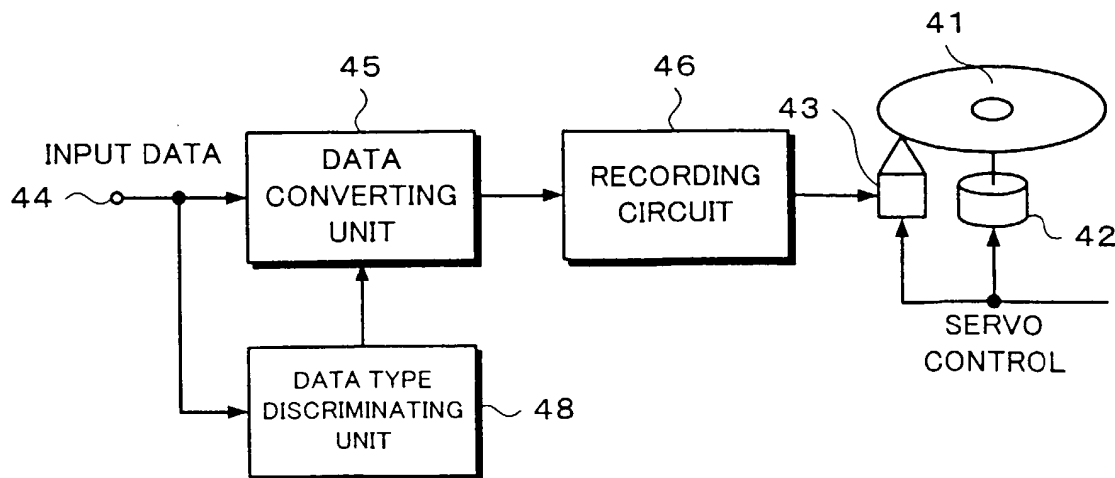 41
45
46
43
INPUT DATA
44
DATA
CONVERTING
UNIT
RECORDING
CIRCUIT
42
SERVO
CONTROL
DATA TYPE
DISCRIMINATING
UNIT
48